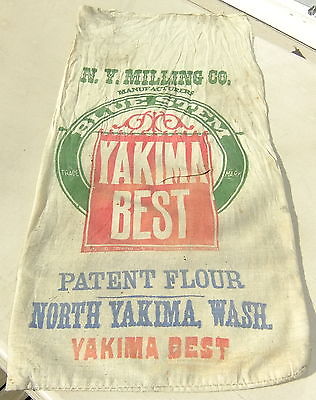 N. Y. MILLING CO.
MANUFACTURERS
BLUE STEM
TRADE MARK
YAKIMA
BEST
PATENT FLOUR
NORTH YAKIMA, WASH.
YAKIMA BEST